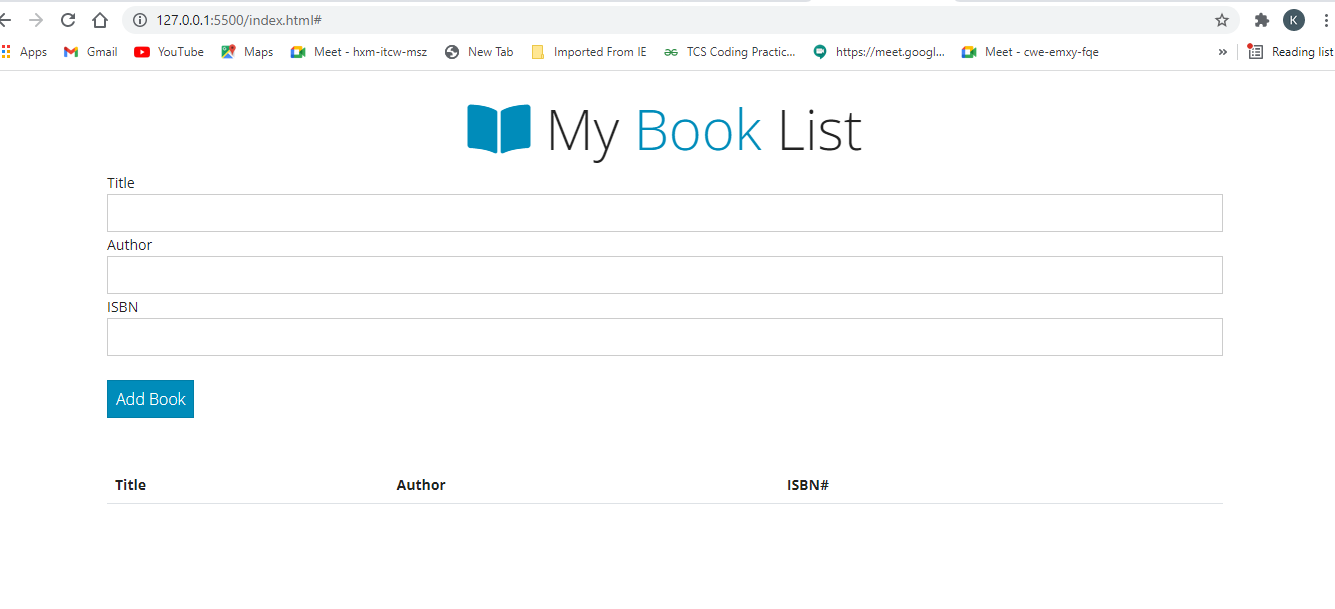 127.0.0.1:5500/index.html#
K
Apps Gmail YouTube Maps Meet - hxm-itcw-msz New Tab Imported From IE TCS Coding Practic... https://meet.googl... Meet - cwe-emxy-fqe » Reading list
My Book List
Title
Author
ISBN
Add Book
Title Author ISBN#